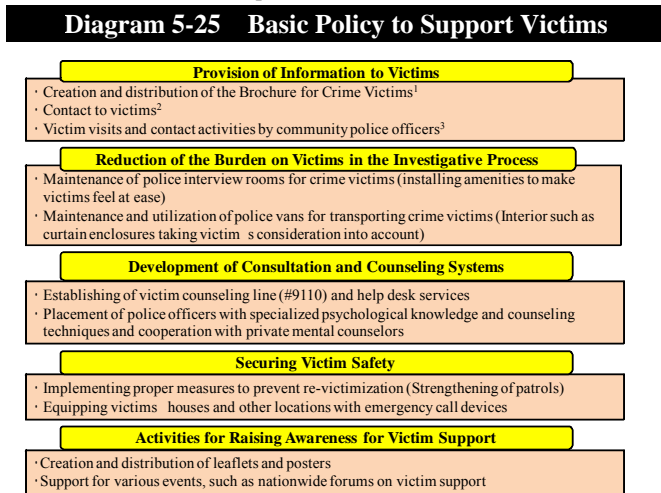 Diagram 5-25 Basic Policy to Support Victims
Provision of Information to Victims
· Creation and distribution of the Brochure for Crime Victims¹
· Contact to victims²
· Victim visits and contact activities by community police officers³
Reduction of the Burden on Victims in the Investigative Process
· Maintenance of police interview rooms for crime victims (installing amenities to make
victims feel at ease)
· Maintenance and utilization of police vans for transporting crime victims (Interior such as
curtain enclosures taking victim s consideration into account)
Development of Consultation and Counseling Systems
· Establishing of victim counseling line (#9110) and help desk services
· Placement of police officers with specialized psychological knowledge and counseling
techniques and cooperation with private mental counselors
Securing Victim Safety
· Implementing proper measures to prevent re-victimization (Strengthening of patrols)
· Equipping victims houses and other locations with emergency call devices
Activities for Raising Awareness for Victim Support
·Creation and distribution of leaflets and posters
·Support for various events, such as nationwide forums on victim support